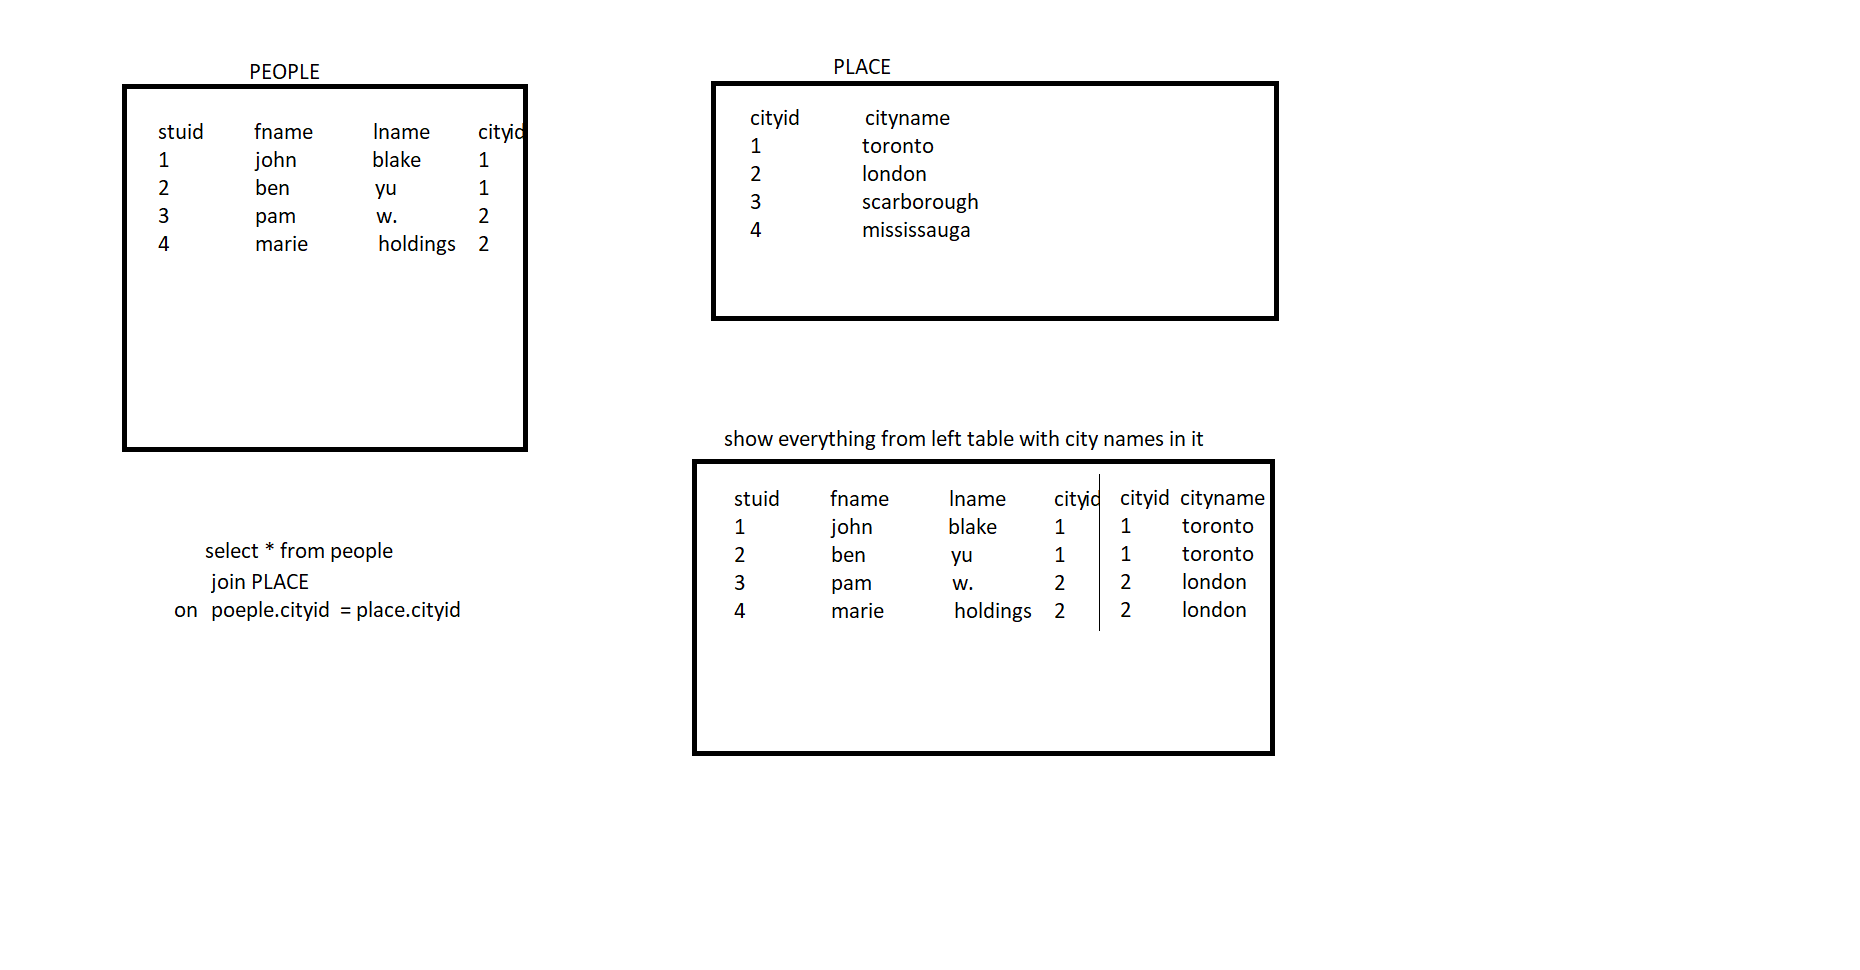 PEOPLE
stuid fname lname cityid
1 john blake 1
2 ben yu 1
3 pam w. 2
4 marie holdings 2
PLACE
cityid cityname
1 toronto
2 london
3 scarborough
4 mississauga
select * from people
join PLACE
on poeple.cityid = place.cityid
show everything from left table with city names in it
stuid fname lname cityid cityid cityname
1 john blake 1 1 toronto
2 ben yu 1 1 toronto
3 pam w. 2 2 london
4 marie holdings 2 2 london